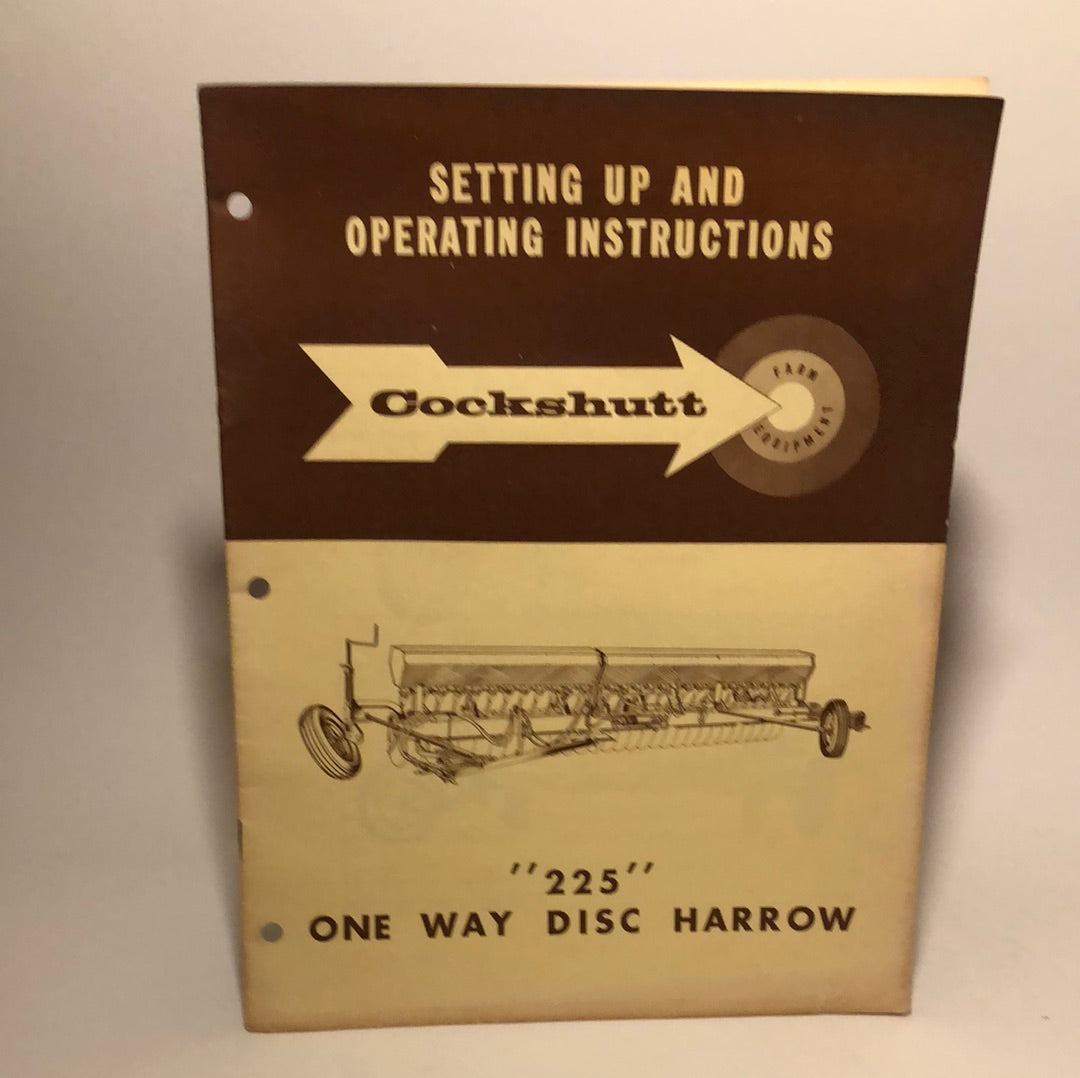 SETTING UP AND
OPERATING INSTRUCTIONS
Cockshutt
FARM
EQUIPMENT
"225"
ONE WAY DISC HARROW